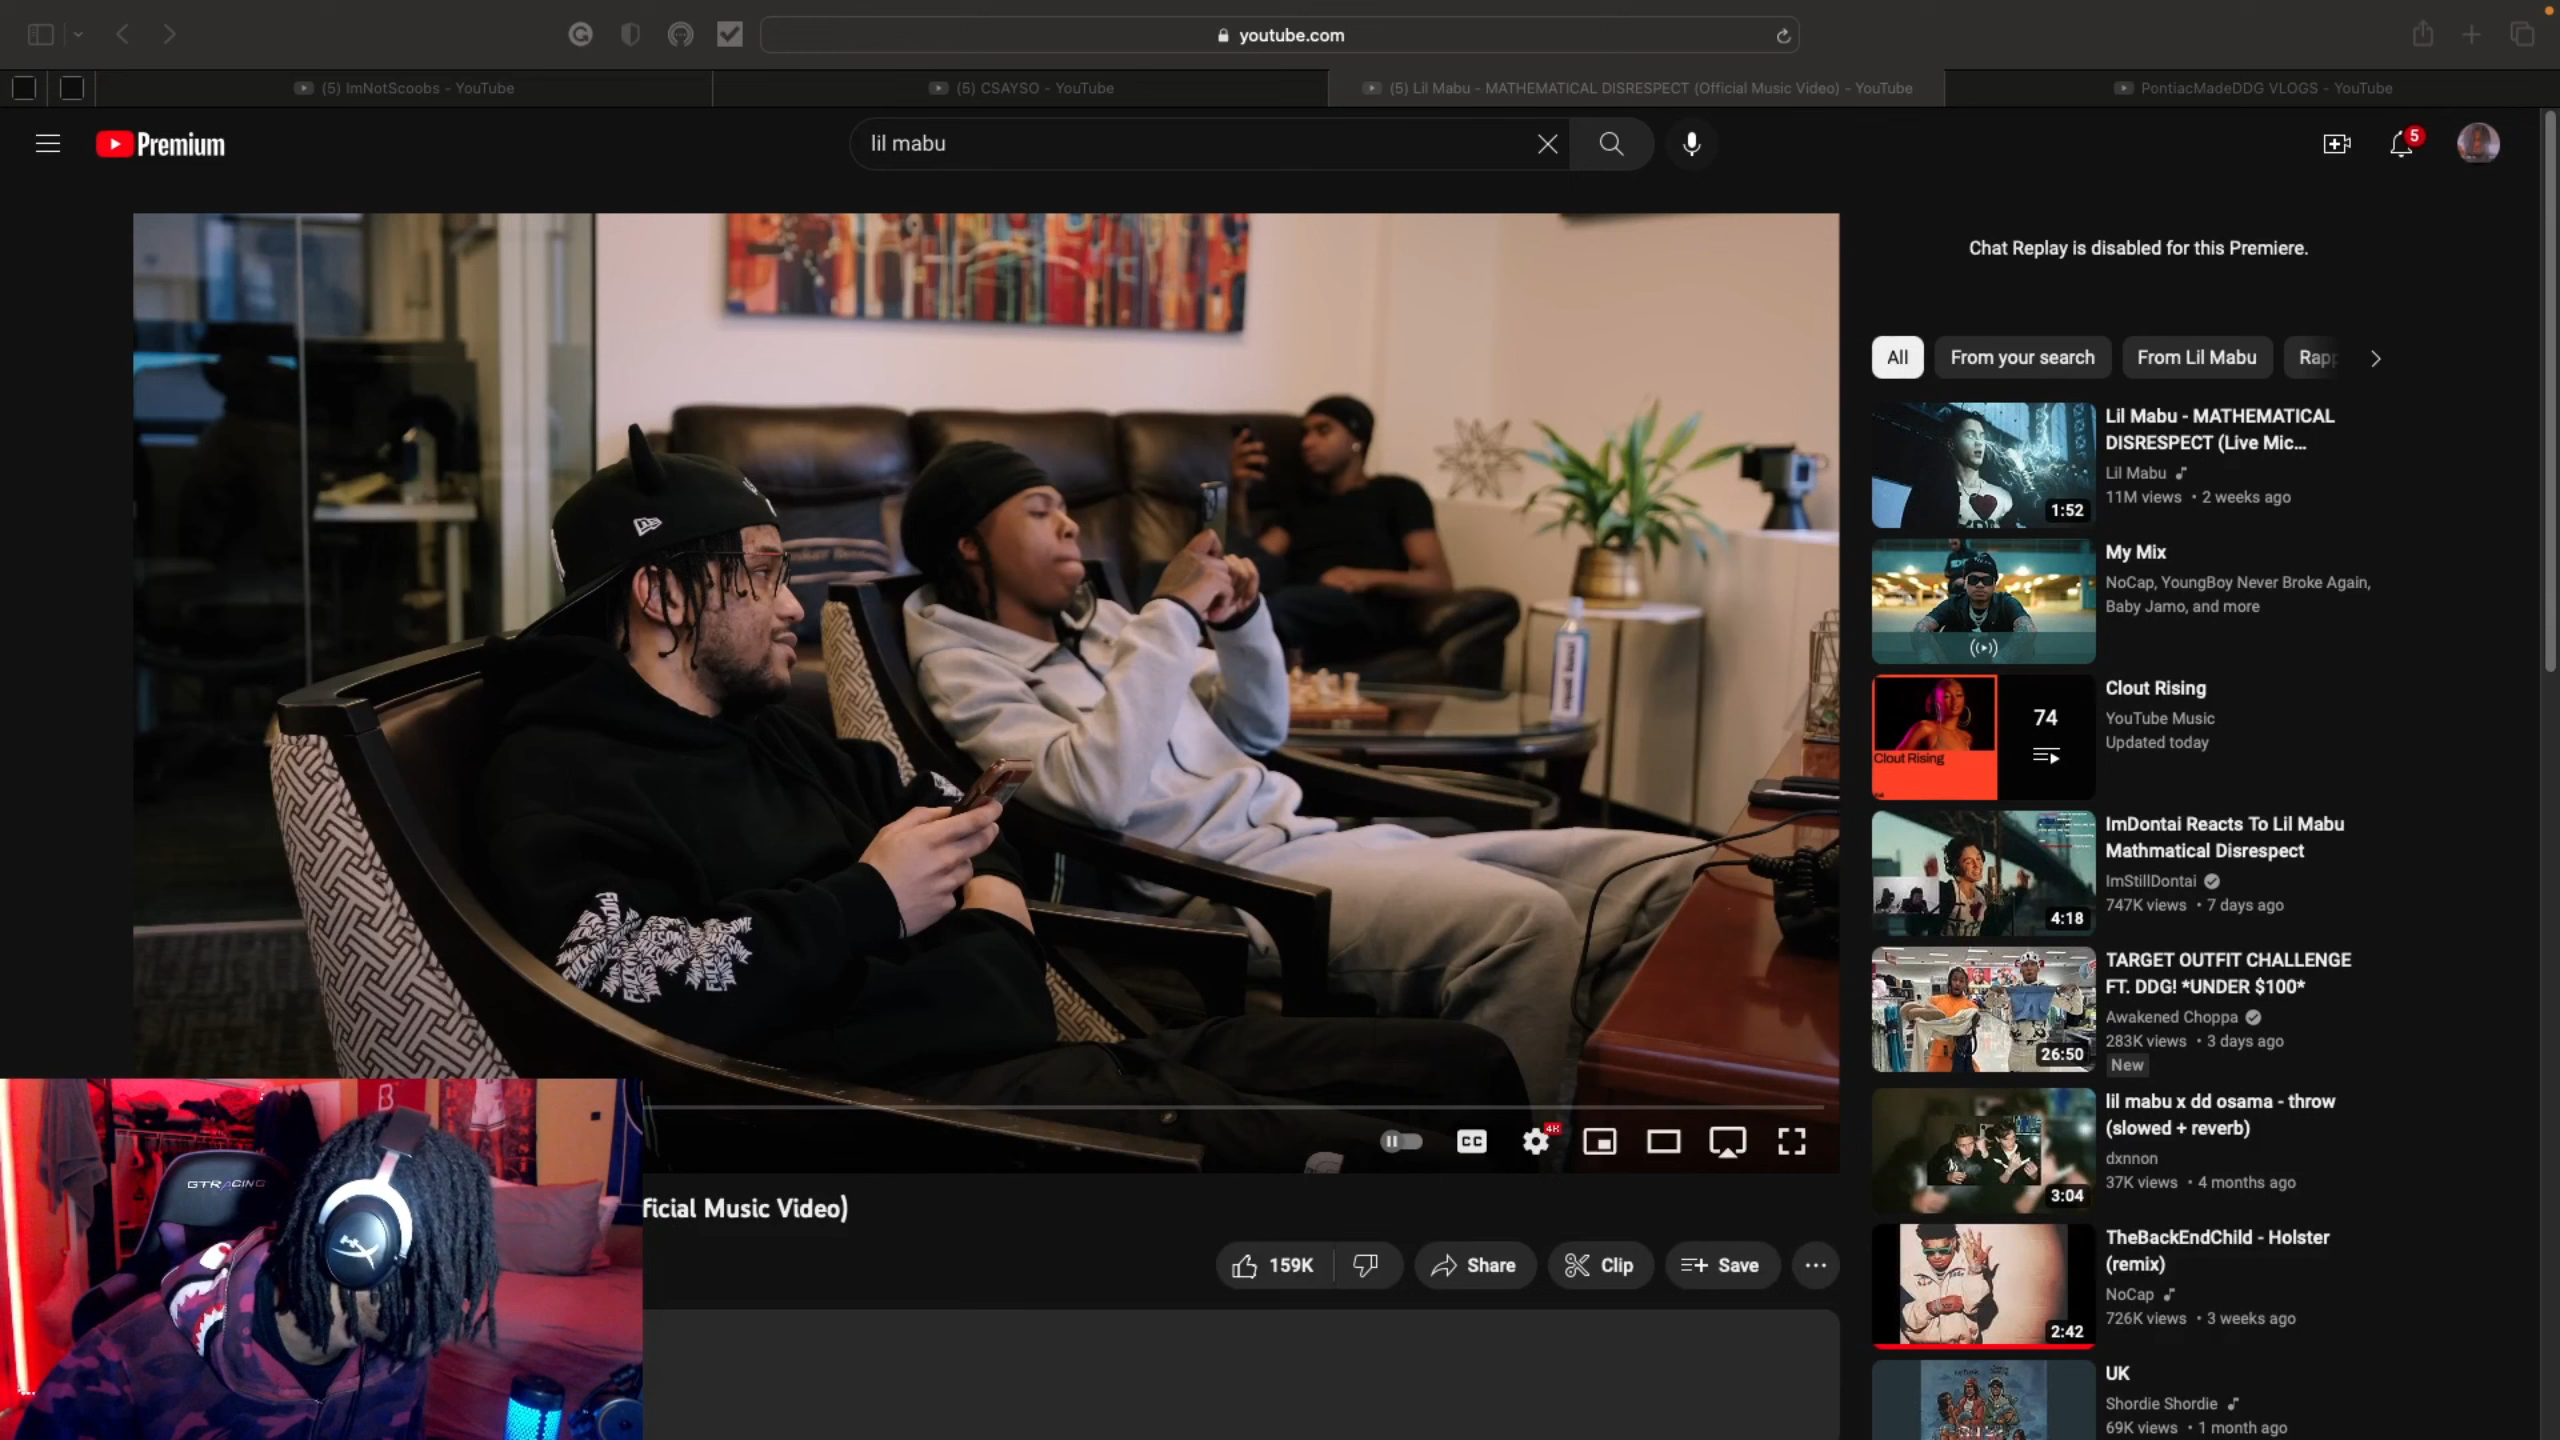 youtube.com
(5) ImNotScoobs - YouTube
(5) CSAYSO - YouTube
(5) Lil Mabu - MATHEMATICAL DISRESPECT (Official Music Video) - YouTube
PontiacMadeDDG VLOGS - YouTube
Premium
lil mabu
5
Chat Replay is disabled for this Premiere.
All
From your search
From Lil Mabu
Rapp
Lil Mabu - MATHEMATICAL
DISRESPECT (Live Mic...
Lil Mabu
11M views • 2 weeks ago
1:52
My Mix
NoCap, YoungBoy Never Broke Again,
Baby Jamo, and more
Clout Rising
YouTube Music
Updated today
74
Clout Rising
ImDontai Reacts To Lil Mabu
Mathmatical Disrespect
ImStillDontai
747K views • 7 days ago
4:18
TARGET OUTFIT CHALLENGE
FT. DDG! *UNDER $100*
Awakened Choppa
283K views • 3 days ago
New
26:50
lil mabu x dd osama - throw
(slowed + reverb)
dxnnon
37K views • 4 months ago
3:04
TheBackEndChild - Holster
(remix)
NoCap
726K views • 3 weeks ago
2:42
UK
Shordie Shordie
69K views • 1 month ago
CC
4K
ficial Music Video)
159K
Share
Clip
Save
GTRACING